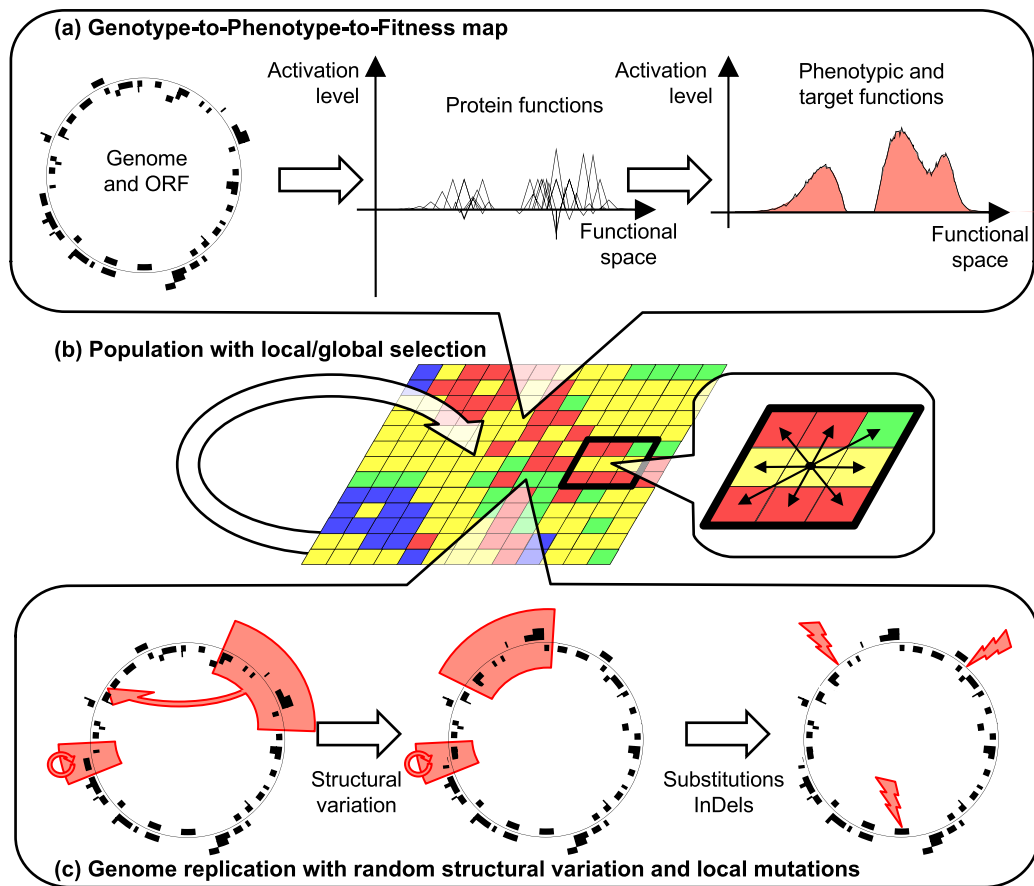 (a) Genotype-to-Phenotype-to-Fitness map
Genome
and ORF
Activation
level
Protein functions
Functional
space
Activation
level
Phenotypic and
target functions
Functional
space
(b) Population with local/global selection
Structural
variation
Substitutions
InDels
(c) Genome replication with random structural variation and local mutations